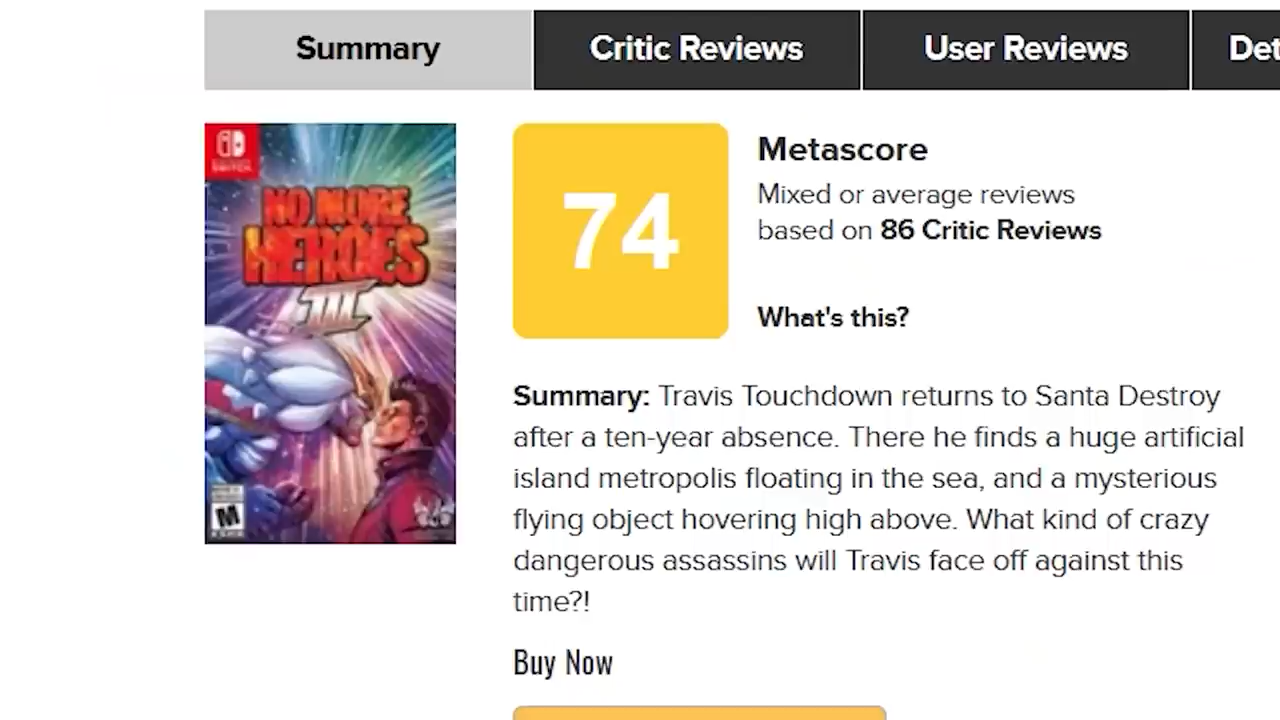 Summary
Critic Reviews
User Reviews
Det
SWITCH
NO MORE
HEROES
III
M
74
Metascore
Mixed or average reviews
based on 86 Critic Reviews
What's this?
Summary: Travis Touchdown returns to Santa Destroy
after a ten-year absence. There he finds a huge artificial
island metropolis floating in the sea, and a mysterious
flying object hovering high above. What kind of crazy
dangerous assassins will Travis face off against this
time?!
Buy Now